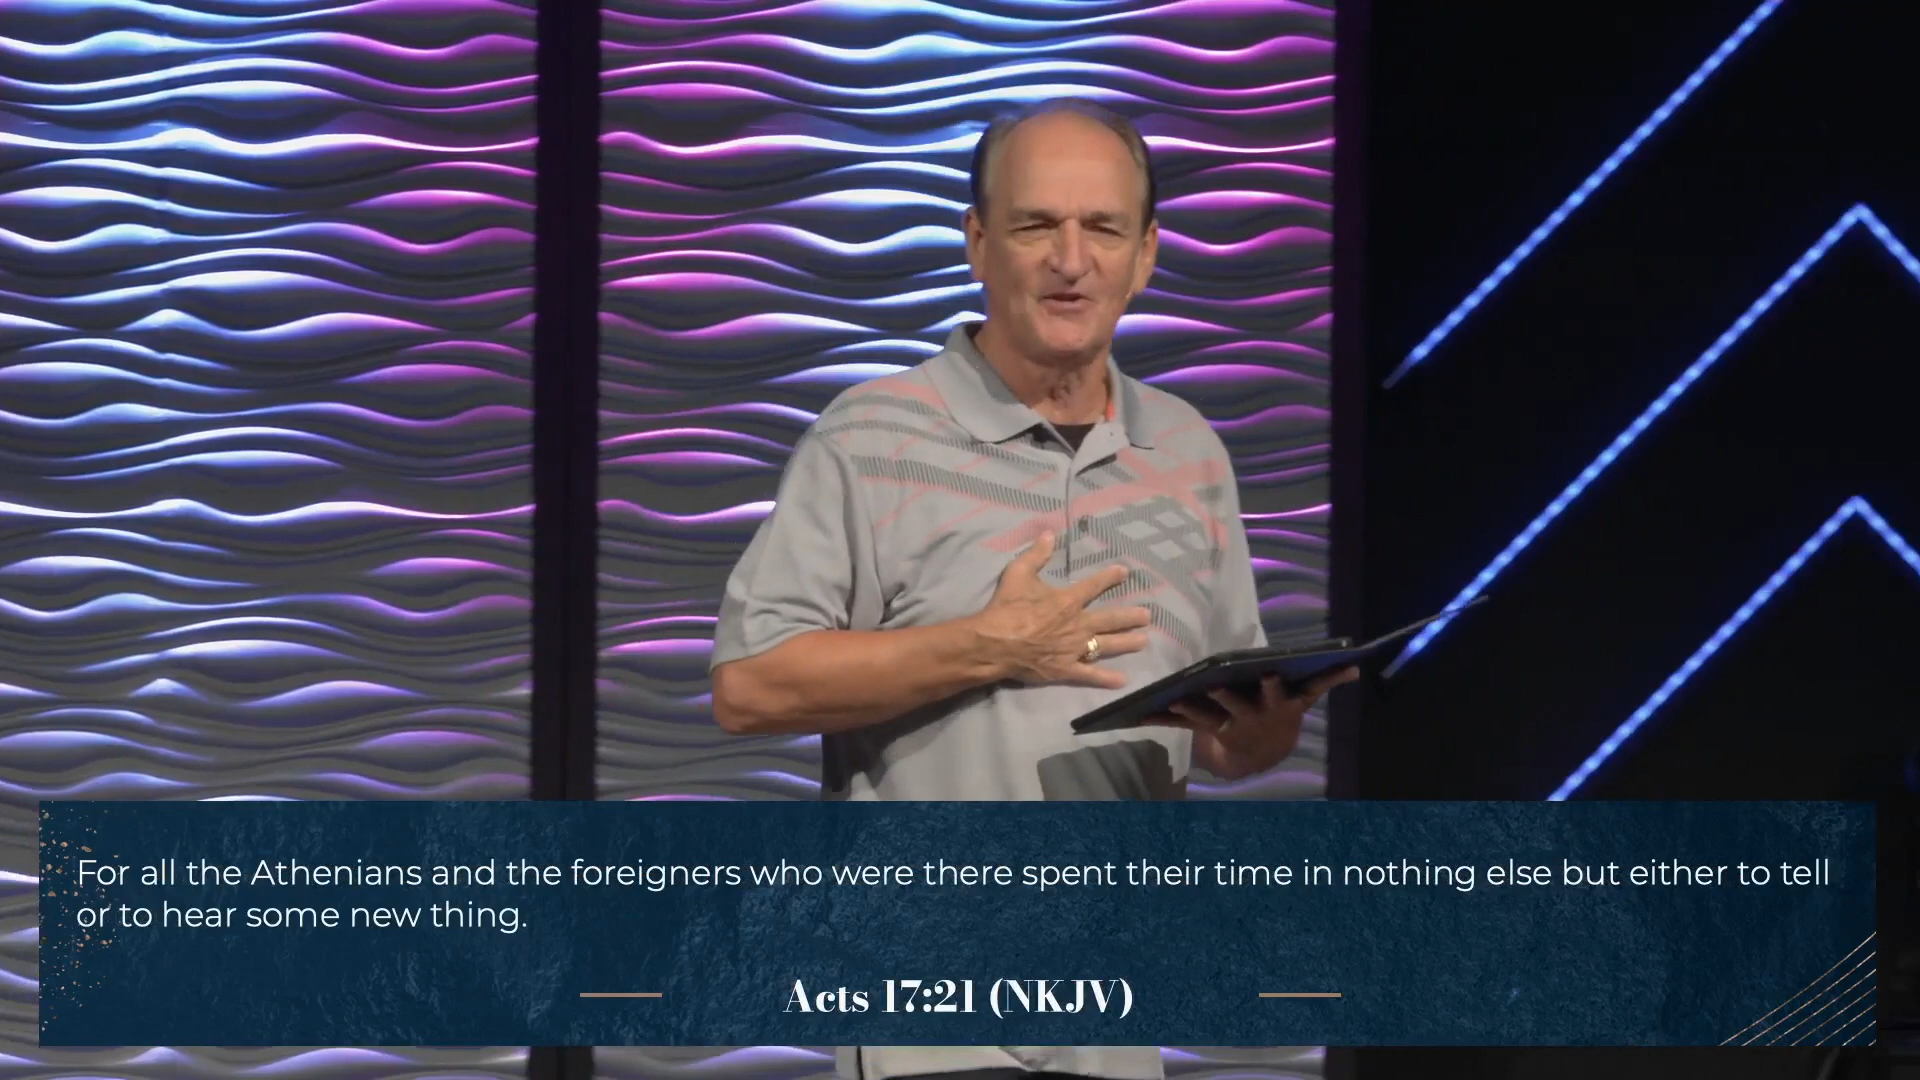 For all the Athenians and the foreigners who were there spent their time in nothing else but either to tell
or to hear some new thing.
Acts 17:21 (NKJV)